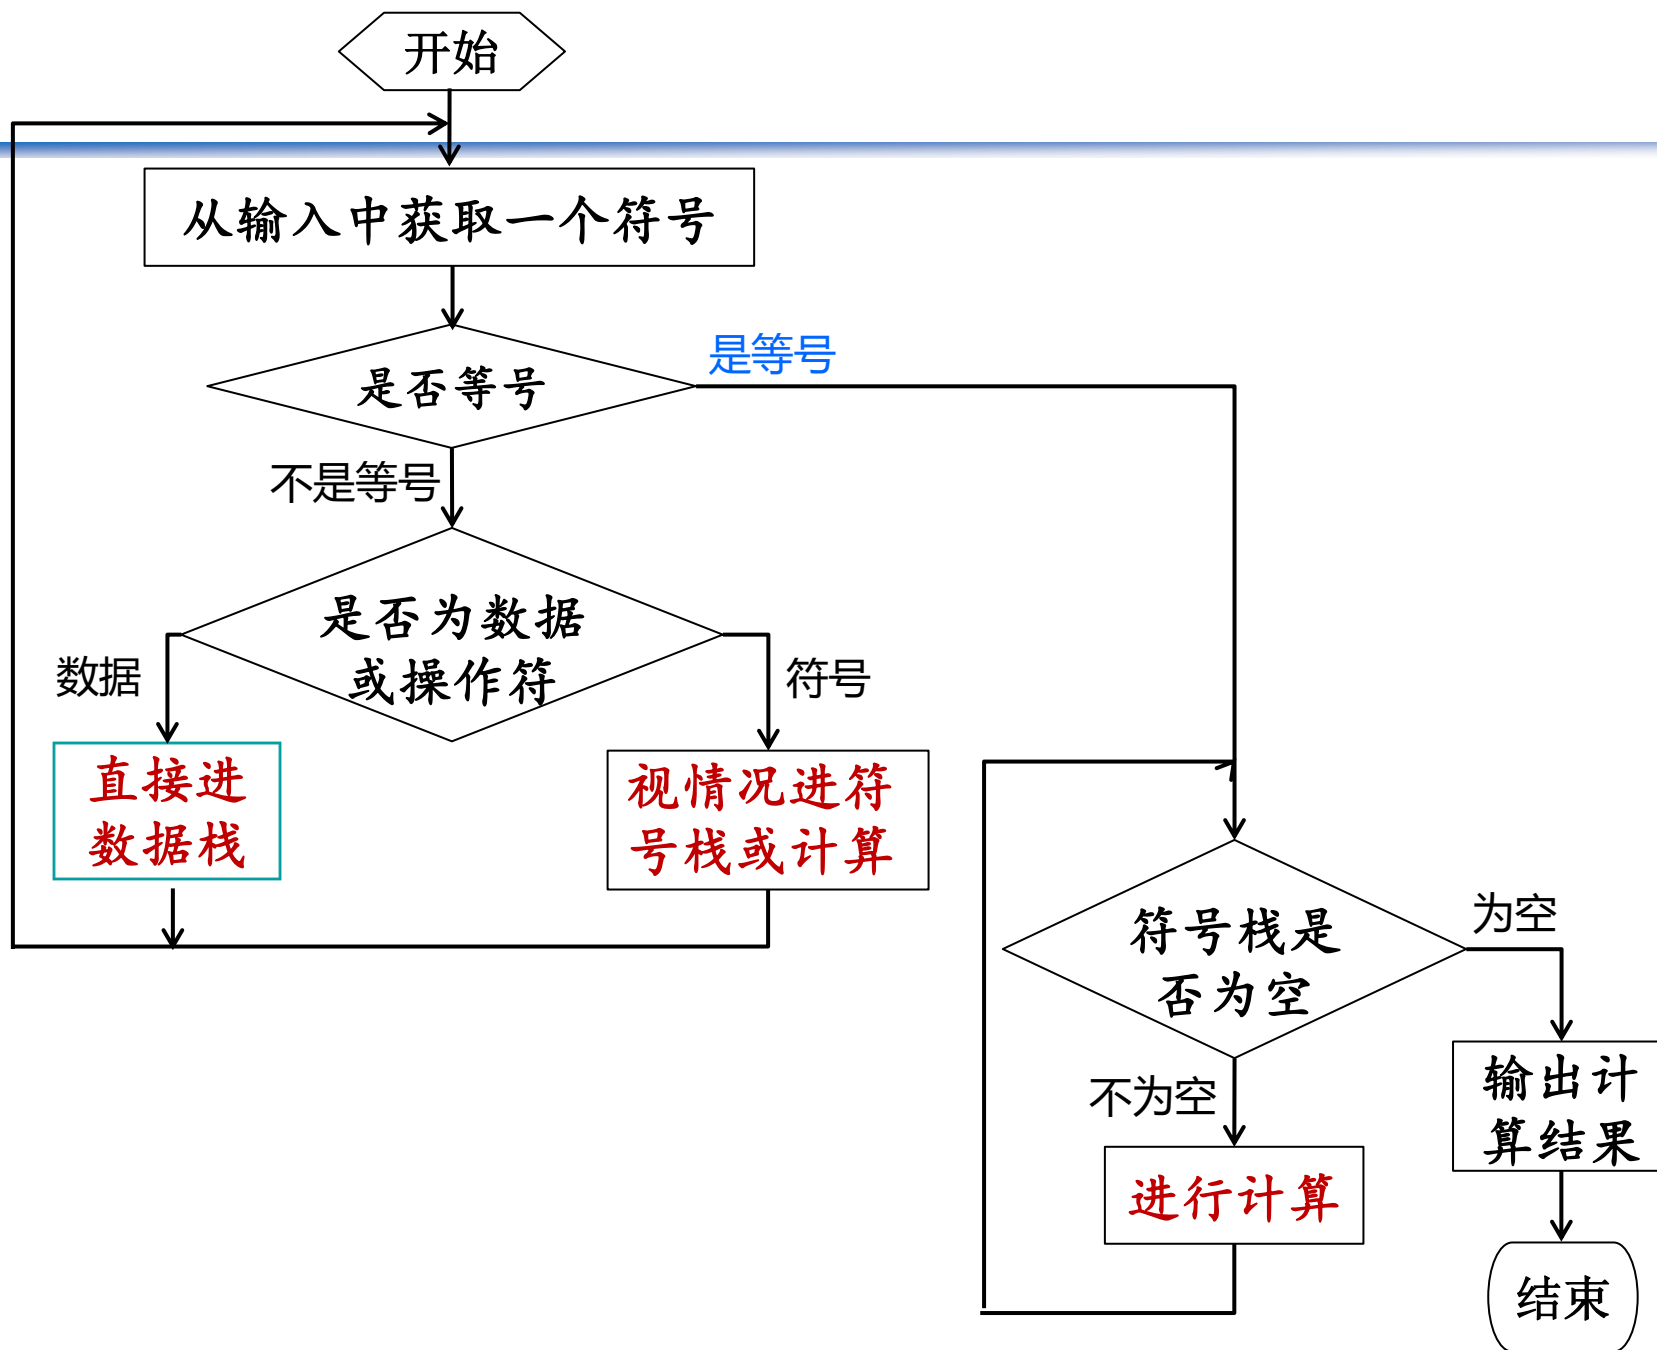 开始
从输入中获取一个符号
是否等号
是等号
不是等号
是否为数据
或操作符
数据
符号
直接进
数据栈
视情况进符
号栈或计算
符号栈是
否为空
为空
不为空
输出计
算结果
进行计算
结束